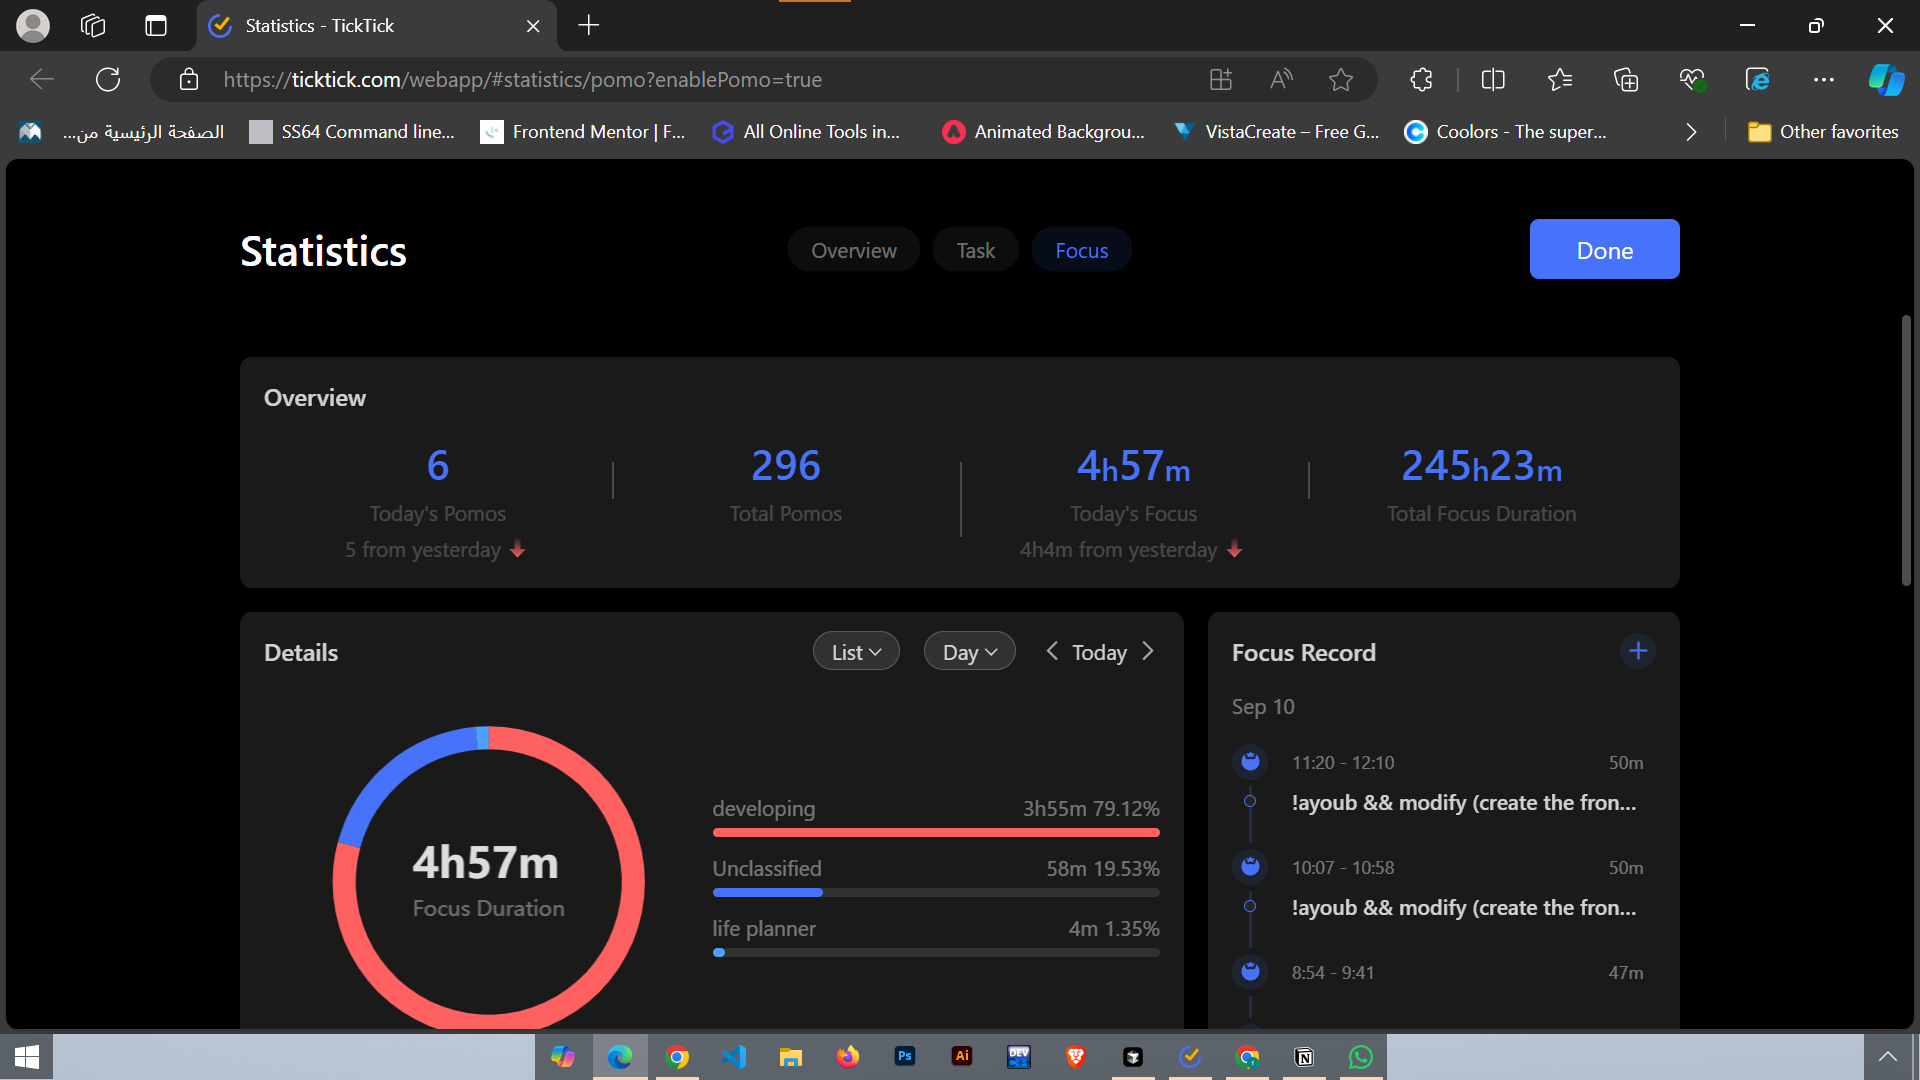 Statistics - TickTick
https://ticktick.com/webapp/#statistics/pomo?enablePomo=true
الصفحة الرئيسية من...
SS64 Command line...
Frontend Mentor | F...
All Online Tools in...
Animated Backgrou...
VistaCreate – Free G...
Coolors - The super...
Other favorites
Statistics
Overview
Task
Focus
Done
Overview
6
Today's Pomos
5 from yesterday
296
Total Pomos
4h57m
Today's Focus
4h4m from yesterday
245h23m
Total Focus Duration
Details
List
Day
Today
4h57m
Focus Duration
developing 3h55m 79.12%
Unclassified 58m 19.53%
life planner 4m 1.35%
Focus Record
Sep 10
11:20 - 12:10 50m
!ayoub && modify (create the fron...
10:07 - 10:58 50m
!ayoub && modify (create the fron...
8:54 - 9:41 47m
Ps
Ai
DEV